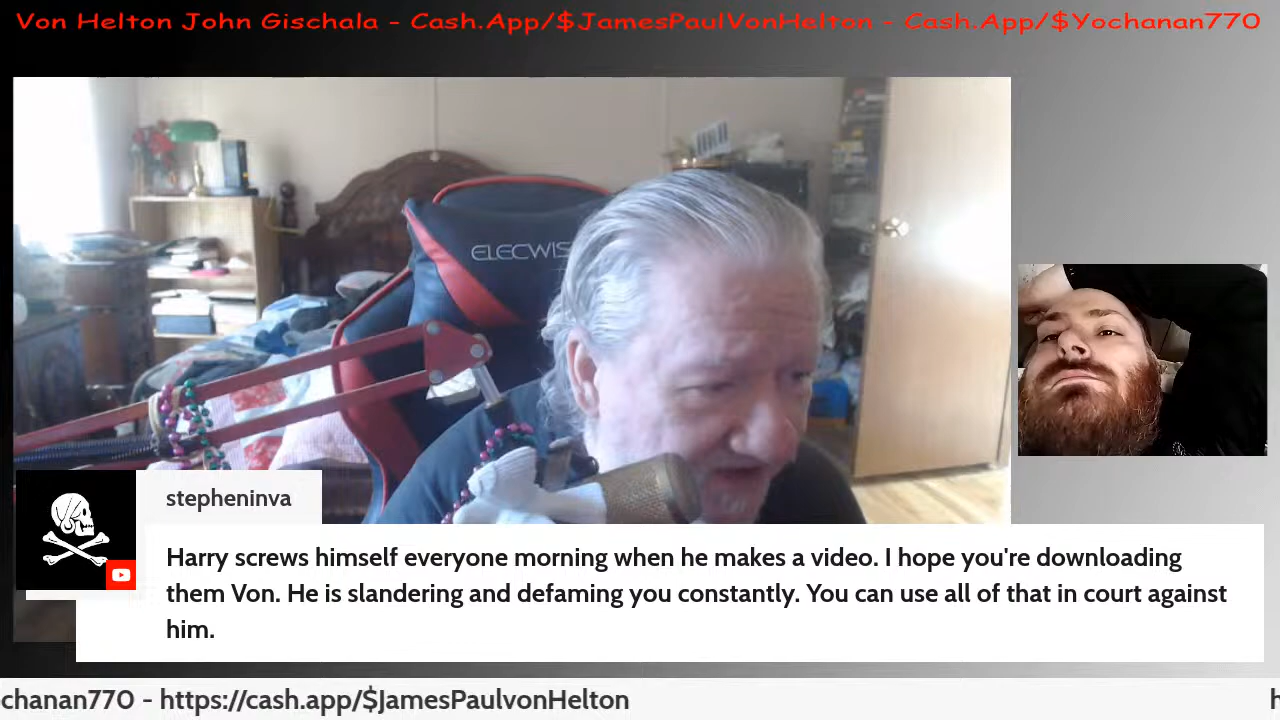 Von Helton John Gischala - Cash.App/$JamesPaulVonHelton - Cash.App/$Yochanan770
ELECWIS
stepheninva
Harry screws himself everyone morning when he makes a video. I hope you're downloading
them Von. He is slandering and defaming you constantly. You can use all of that in court against
him.
chanan770 - https://cash.app/$JamesPaulvonHelton
h